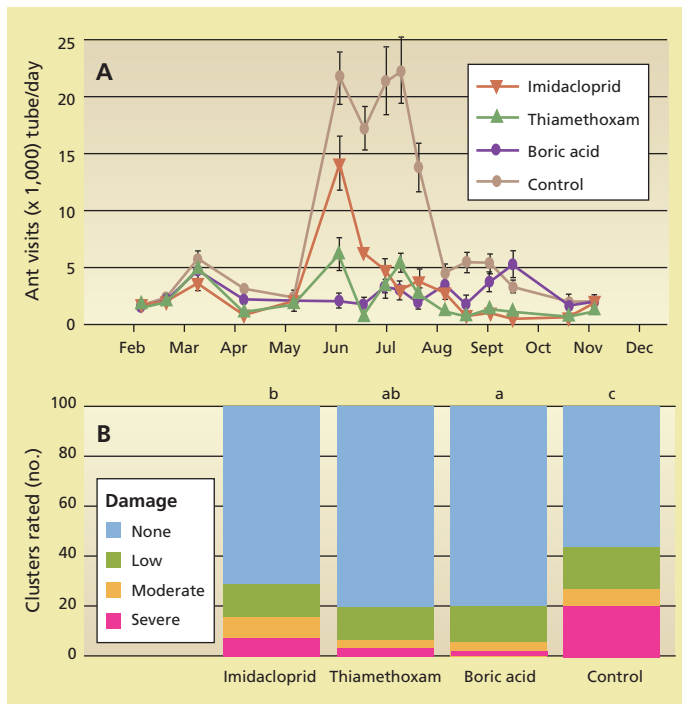 A
Ant visits (x 1,000) tube/day
25
20
15
10
5
0
Imidacloprid
Thiamethoxam
Boric acid
Control
Feb Mar Apr May Jun Jul Aug Sept Oct Nov Dec
B
Clusters rated (no.)
100
80
60
40
20
0
b ab a c
Damage
None
Low
Moderate
Severe
Imidacloprid Thiamethoxam Boric acid Control